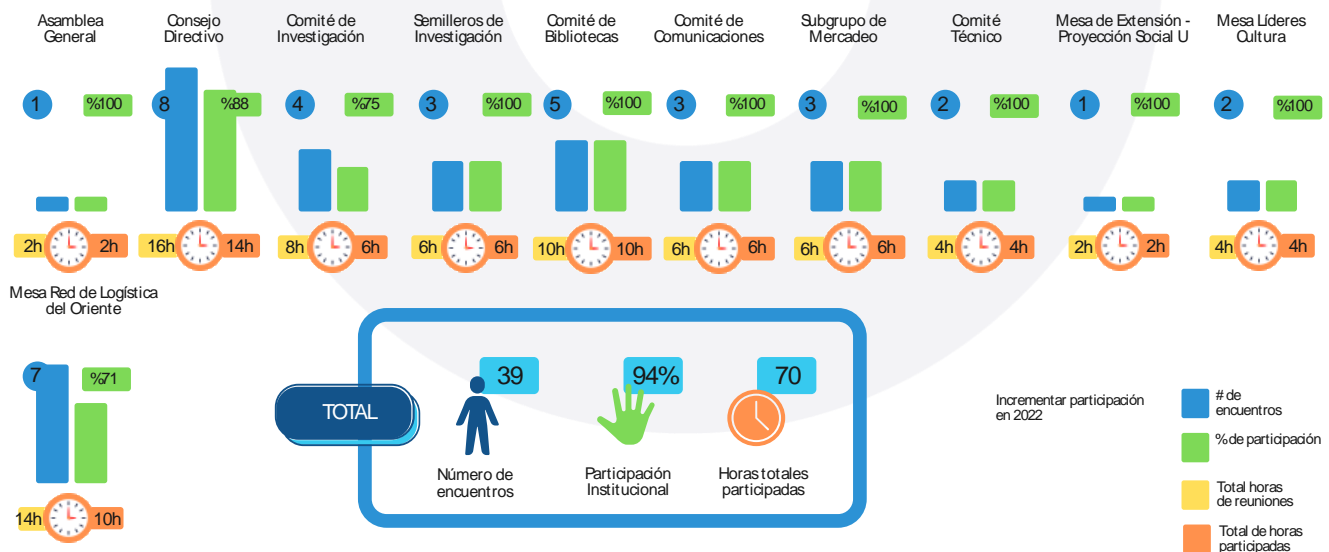 Asamblea
General
Consejo
Directivo
Comité de
Investigación
Semilleros de
Investigación
Comité de
Bibliotecas
Comité de
Comunicaciones
Subgrupo de
Mercadeo
Comité
Técnico
Mesa de Extensión -
Proyección Social U
Mesa Líderes
Cultura
1
%100
8
%88
4
%75
3
%100
5
%100
3
%100
3
%100
2
%100
1
%100
2
%100
2h
2h
16h
14h
8h
6h
6h
6h
10h
10h
6h
6h
6h
6h
4h
4h
2h
2h
4h
4h
Mesa Red de Logística
del Oriente
7
%71
14h
10h
TOTAL
39
Número de
encuentros
94%
Participación
Institucional
70
Horas totales
participadas
Incrementar participación
en 2022
# de
encuentros
% de participación
Total horas
de reuniones
Total de horas
participadas